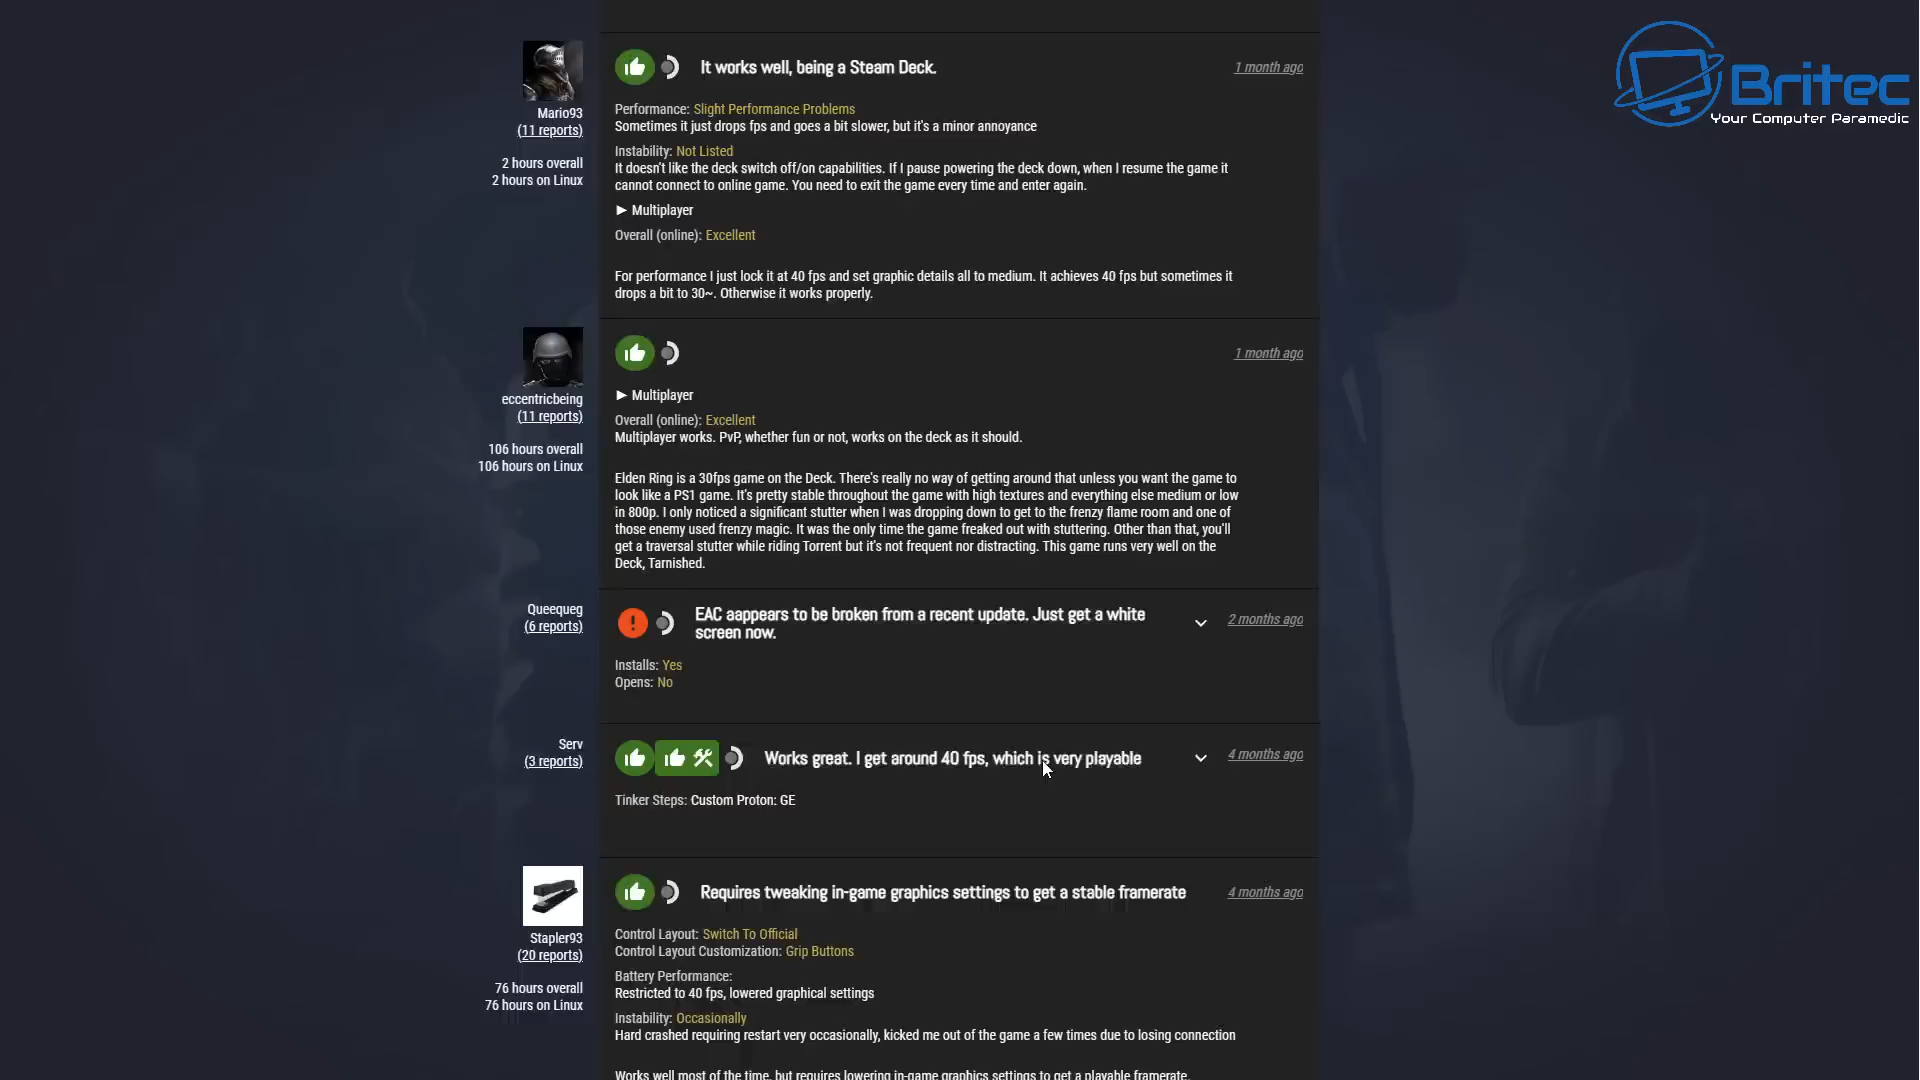 Britec
Your Computer Paramedic
It works well, being a Steam Deck.
1 month ago
Mario93
(11 reports)
2 hours overall
2 hours on Linux
Performance: Slight Performance Problems
Sometimes it just drops fps and goes a bit slower, but it's a minor annoyance
Instability: Not Listed
It doesn't like the deck switch off/on capabilities. If I pause powering the deck down, when I resume the game it
cannot connect to online game. You need to exit the game every time and enter again.
► Multiplayer
Overall (online): Excellent
For performance I just lock it at 40 fps and set graphic details all to medium. It achieves 40 fps but sometimes it
drops a bit to 30~. Otherwise it works properly.
1 month ago
eccentricbeing
(11 reports)
106 hours overall
106 hours on Linux
► Multiplayer
Overall (online): Excellent
Multiplayer works. PvP, whether fun or not, works on the deck as it should.
Elden Ring is a 30fps game on the Deck. There's really no way of getting around that unless you want the game to
look like a PS1 game. It's pretty stable throughout the game with high textures and everything else medium or low
in 800p. I only noticed a significant stutter when I was dropping down to get to the frenzy flame room and one of
those enemy used frenzy magic. It was the only time the game freaked out with stuttering. Other than that, you'll
get a traversal stutter while riding Torrent but it's not frequent nor distracting. This game runs very well on the
Deck, Tarnished.
Queequeg
(6 reports)
EAC aappears to be broken from a recent update. Just get a white
screen now.
2 months ago
Installs: Yes
Opens: No
Serv
(3 reports)
Works great. I get around 40 fps, which is very playable
4 months ago
Tinker Steps: Custom Proton: GE
Stapler93
(20 reports)
76 hours overall
76 hours on Linux
Requires tweaking in-game graphics settings to get a stable framerate
4 months ago
Control Layout: Switch To Official
Control Layout Customization: Grip Buttons
Battery Performance:
Restricted to 40 fps, lowered graphical settings
Instability: Occasionally
Hard crashed requiring restart very occasionally, kicked me out of the game a few times due to losing connection
Works well most of the time, but requires lowering in-game graphics settings to get a playable framerate.